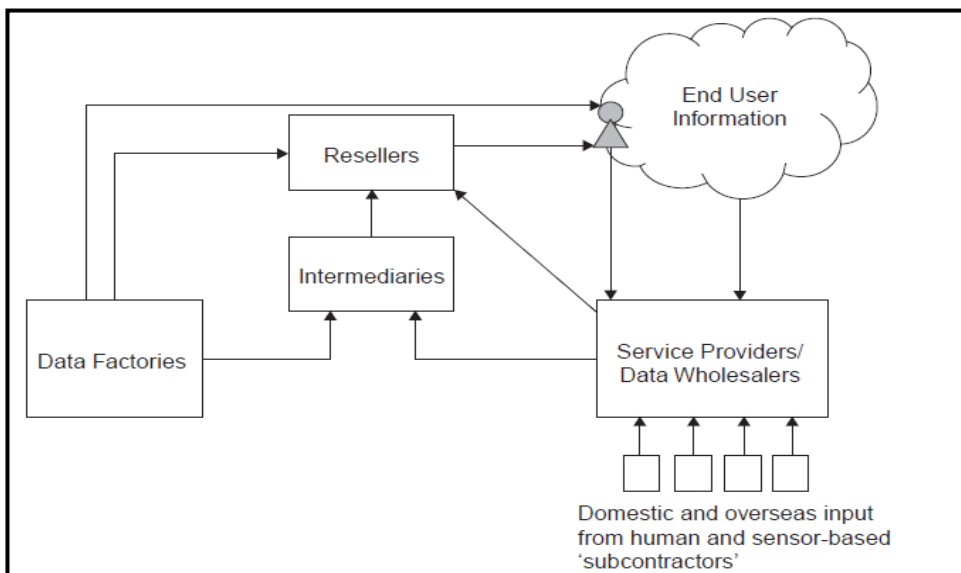 End User
Information
Resellers
Intermediaries
Data Factories
Service Providers/
Data Wholesalers
Domestic and overseas input
from human and sensor-based
‘subcontractors’